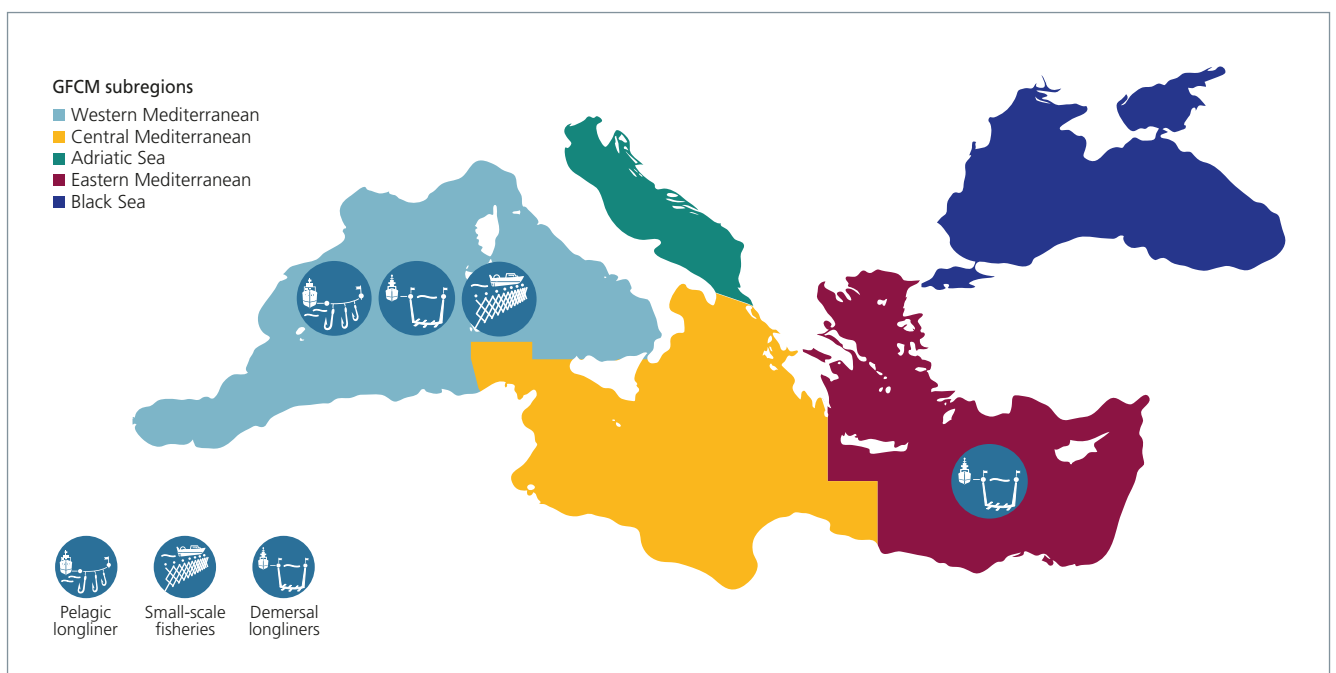 GFCM subregions
Western Mediterranean
Central Mediterranean
Adriatic Sea
Eastern Mediterranean
Black Sea
Pelagic
longliner
Small-scale
fisheries
Demersal
longliners